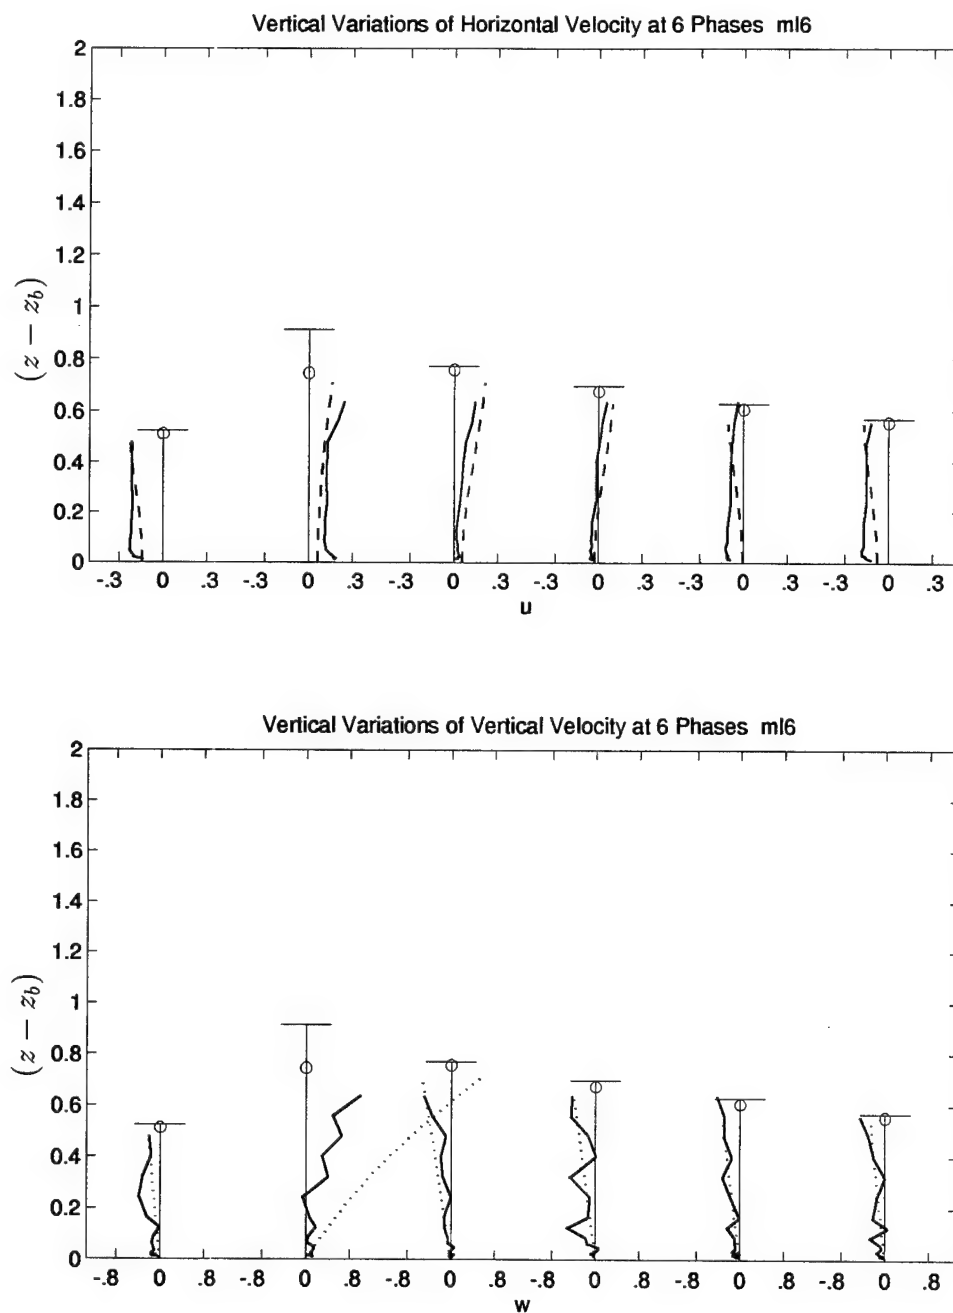 Vertical Variations of Horizontal Velocity at 6 Phases ml6
2
1.8
1.6
1.4
1.2
1
0.8
0.6
0.4
0.2
0
(z − z_b)
-.3 0 .3 -.3 0 .3 -.3 0 .3 -.3 0 .3 -.3 0 .3 -.3 0 .3
u
Vertical Variations of Vertical Velocity at 6 Phases ml6
2
1.8
1.6
1.4
1.2
1
0.8
0.6
0.4
0.2
0
(z − z_b)
-.8 0 .8 -.8 0 .8 -.8 0 .8 -.8 0 .8 -.8 0 .8 -.8 0 .8
w